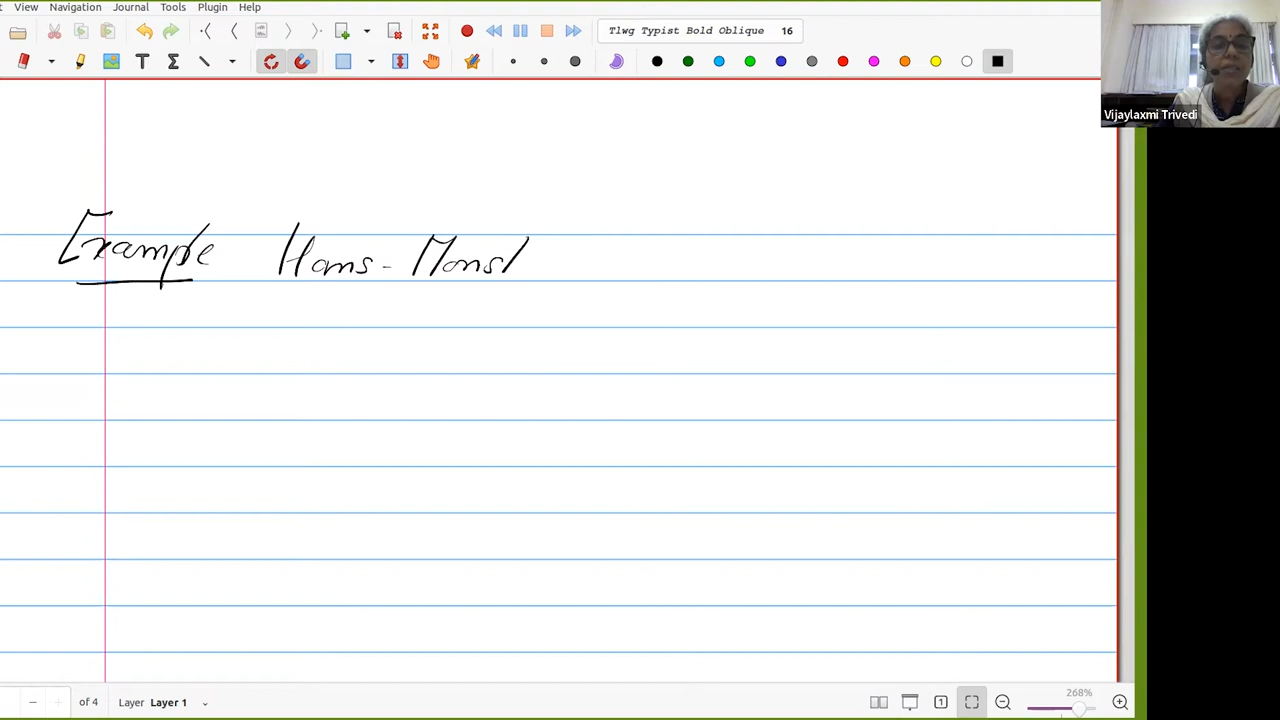 View Navigation Journal Tools Plugin Help
Tlwg Typist Bold Oblique 16
Vijaylaxmi Trivedi
Example Hans - Monsl
of 4 Layer Layer 1
268%